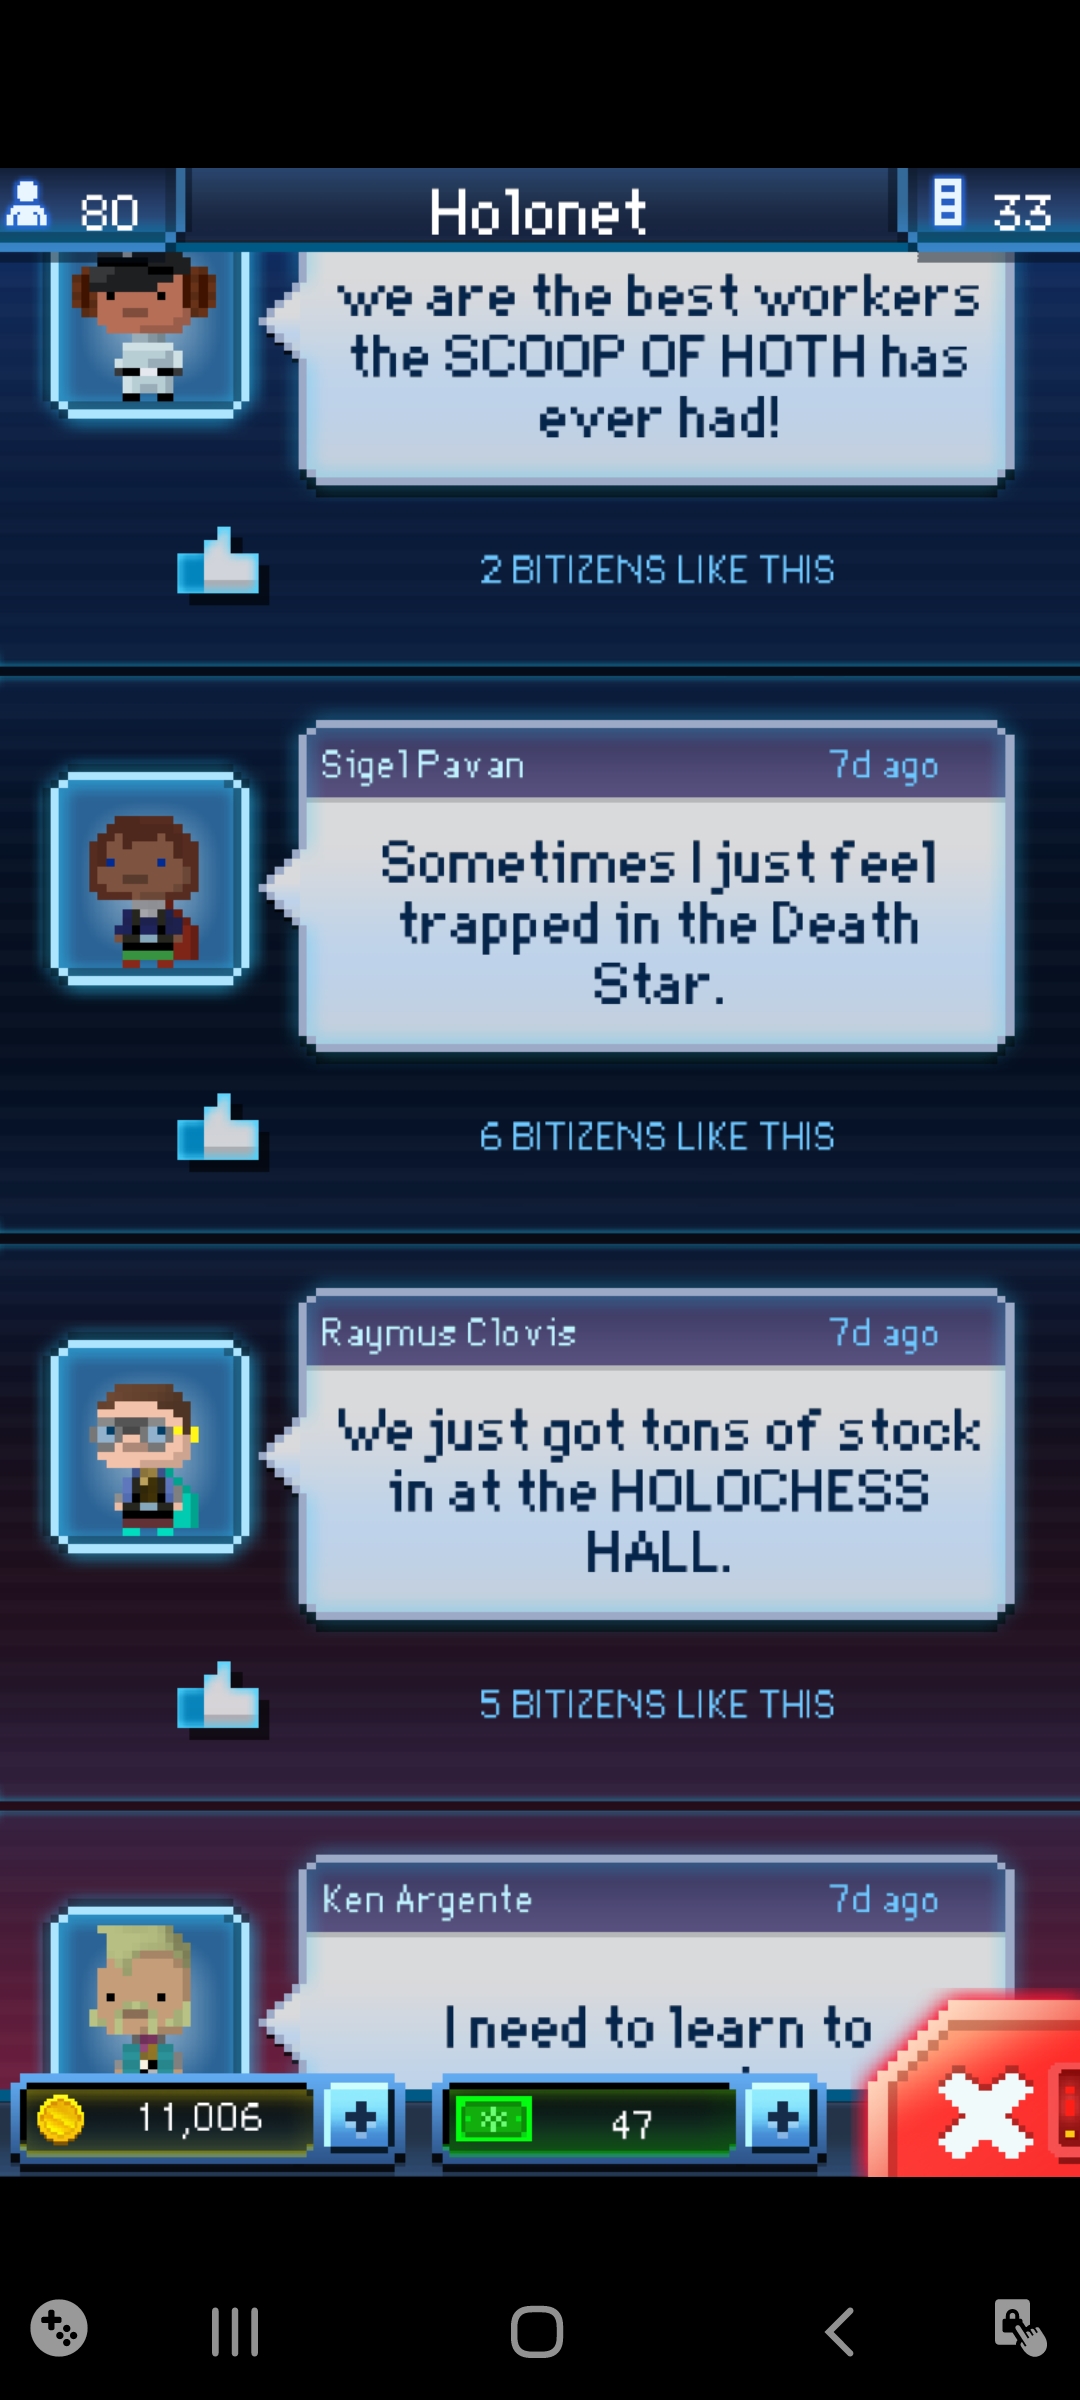 80
Holonet
33
we are the best workers
the SCOOP OF HOTH has
ever had!
2 BITIZENS LIKE THIS
Sigel Pavan
7d ago
Sometimes I just feel
trapped in the Death
Star.
6 BITIZENS LIKE THIS
Raymus Clovis
7d ago
We just got tons of stock
in at the HOLOCHESS
HALL.
5 BITIZENS LIKE THIS
Ken Argente
7d ago
I need to learn to
11,006
47